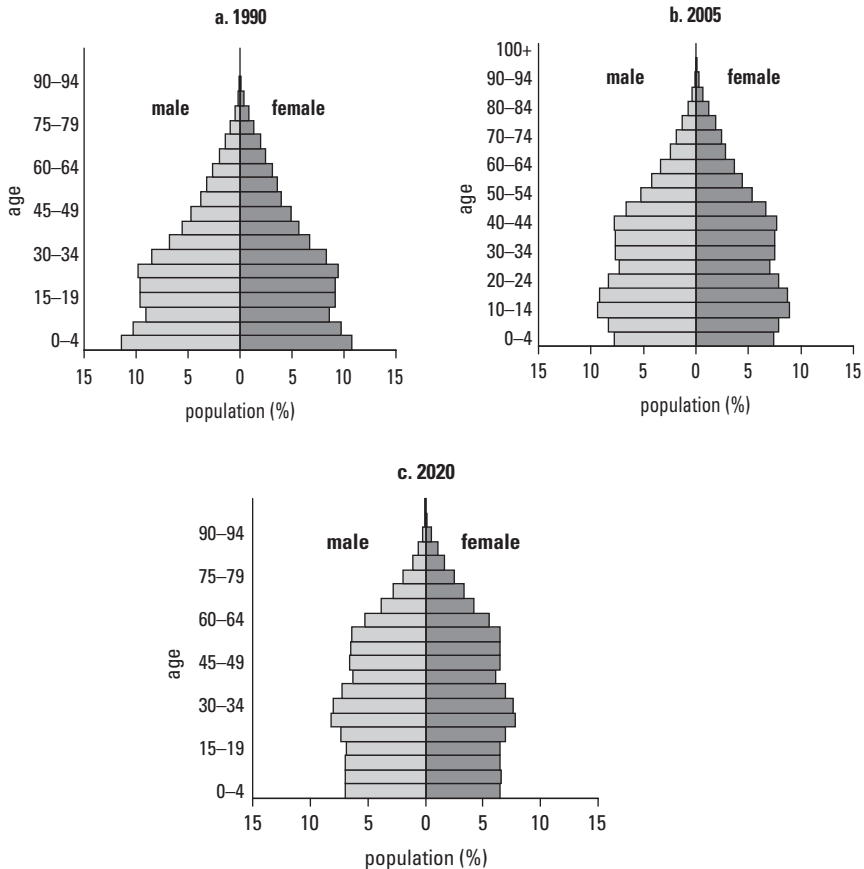 a. 1990
90–94
75–79
60–64
45–49
30–34
15–19
0–4
age
male
female
15 10 5 0 5 10 15
population (%)
b. 2005
100+
90–94
80–84
70–74
60–64
50–54
40–44
30–34
20–24
10–14
0–4
age
male
female
15 10 5 0 5 10 15
population (%)
c. 2020
90–94
75–79
60–64
45–49
30–34
15–19
0–4
age
male
female
15 10 5 0 5 10 15
population (%)